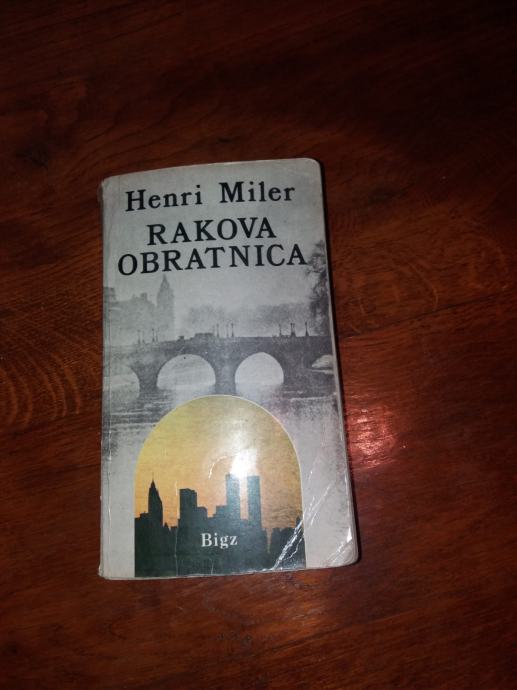 Henri Miler
RAKOVA
OBRATNICA
Bigz